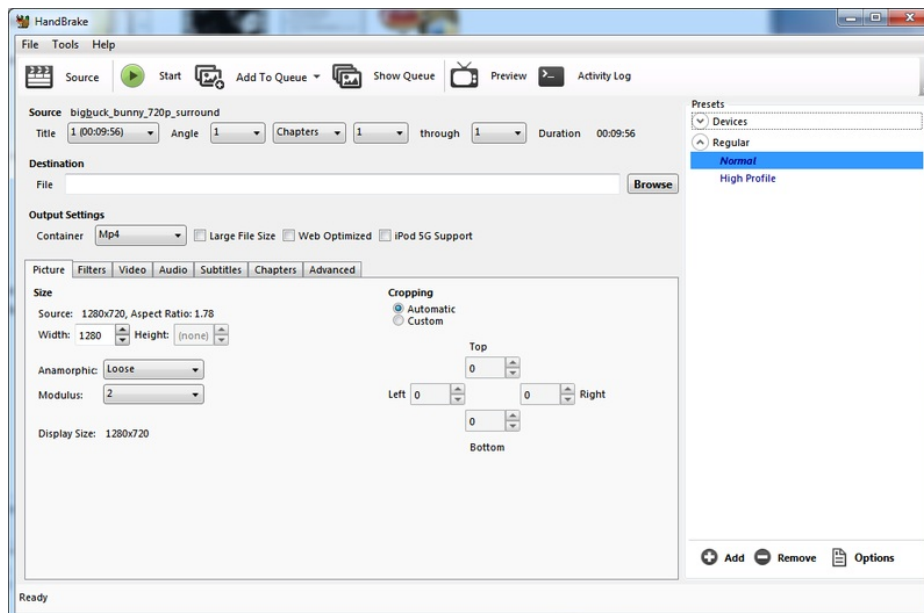 HandBrake
File Tools Help
Source Start Add To Queue Show Queue Preview Activity Log
Source bigbuck_bunny_720p_surround
Title 1 (00:09:56) Angle 1 Chapters 1 through 1 Duration 00:09:56
Destination
File Browse
Output Settings
Container Mp4 Large File Size Web Optimized iPod 5G Support
Picture Filters Video Audio Subtitles Chapters Advanced
Size
Source: 1280x720, Aspect Ratio: 1.78
Width: 1280 Height: (none)
Anamorphic: Loose
Modulus: 2
Display Size: 1280x720
Cropping
Automatic
Custom
Top
0
Left 0 0 Right
0
Bottom
Presets
Devices
Regular
Normal
High Profile
Add Remove Options
Ready